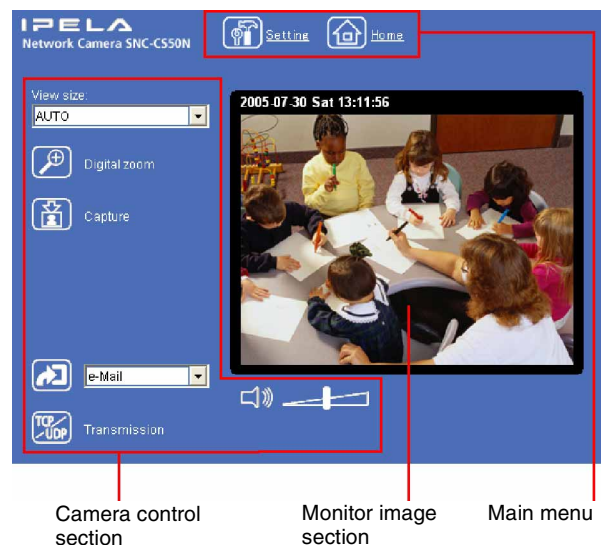 IPELA
Network Camera SNC-CS50N
Setting
Home
View size:
AUTO
2005-07-30 Sat 13:11:56
Digital zoom
Capture
e-Mail
TCP
/UDP
Transmission
Camera control
section
Monitor image
section
Main menu